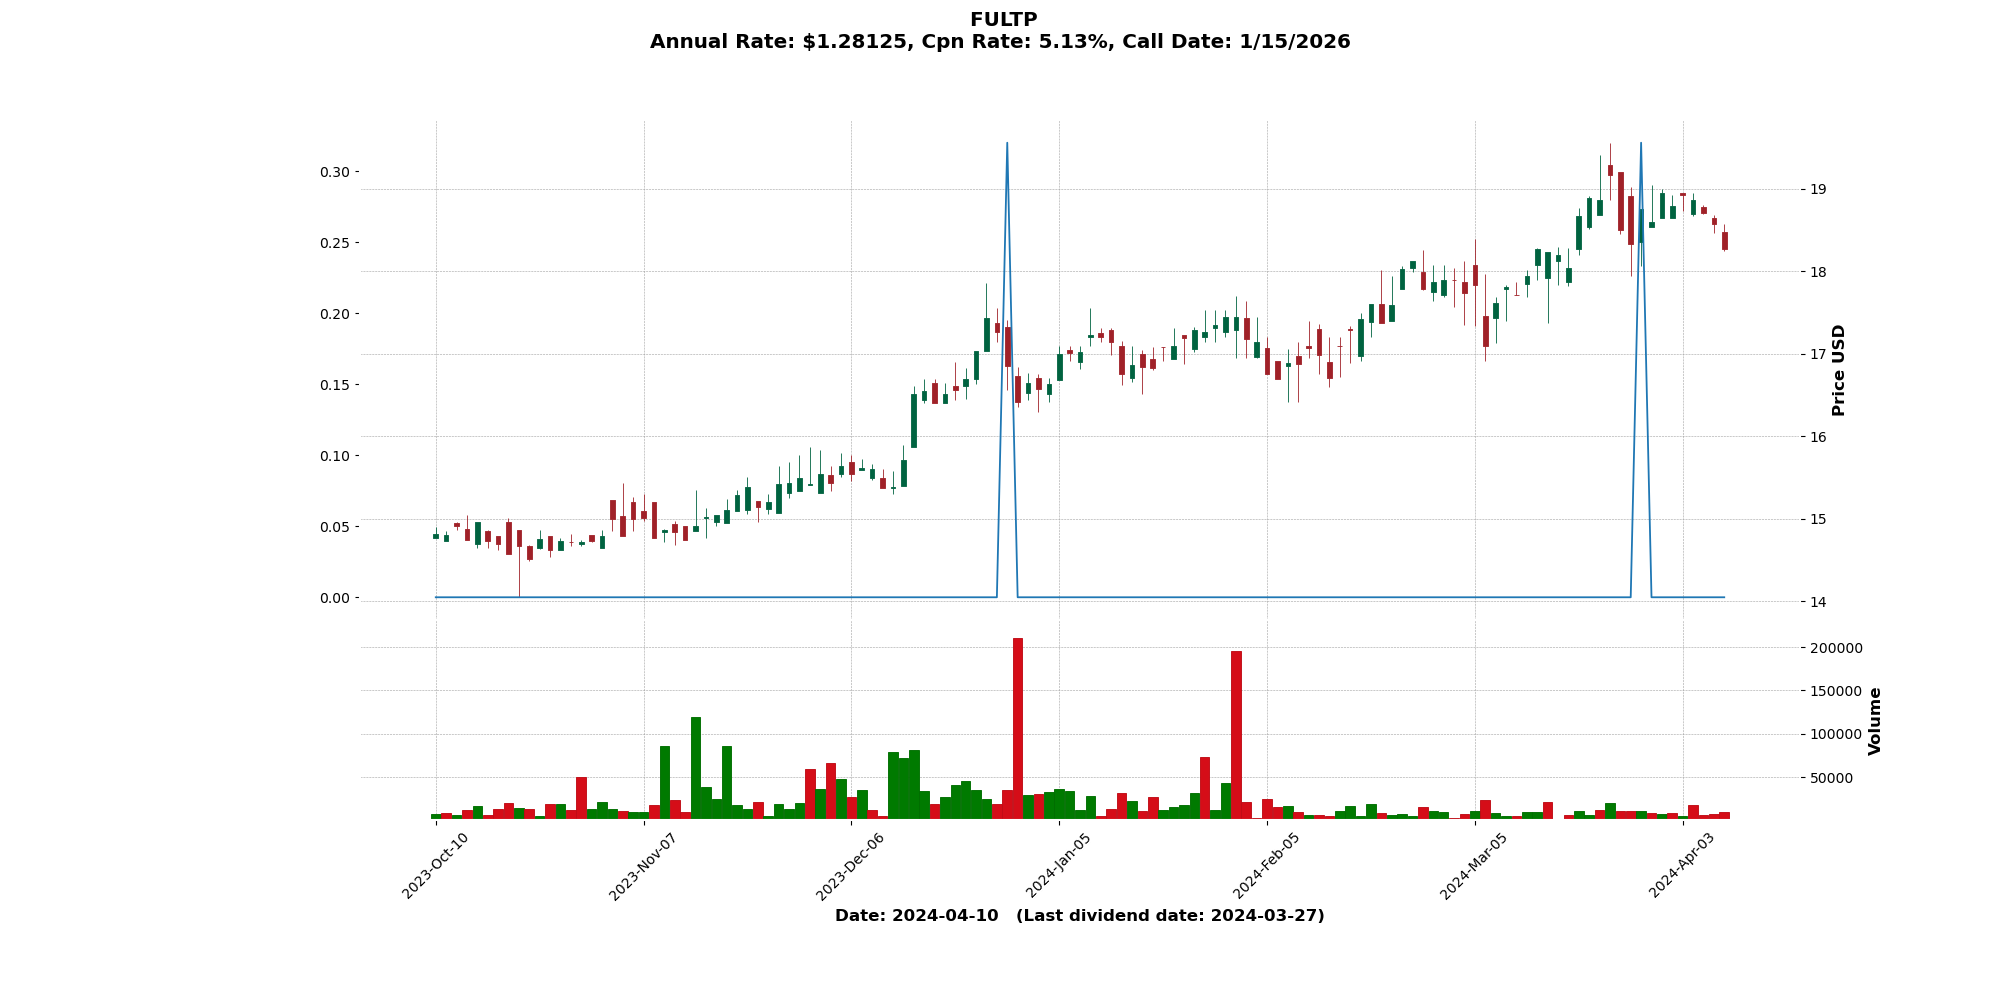 FULTP
Annual Rate: $1.28125, Cpn Rate: 5.13%, Call Date: 1/15/2026
0.30
0.25
0.20
0.15
0.10
0.05
0.00
19
18
17
16
15
14
Price USD
200000
150000
100000
50000
Volume
2023-Oct-10
2023-Nov-07
2023-Dec-06
2024-Jan-05
2024-Feb-05
2024-Mar-05
2024-Apr-03
Date: 2024-04-10 (Last dividend date: 2024-03-27)